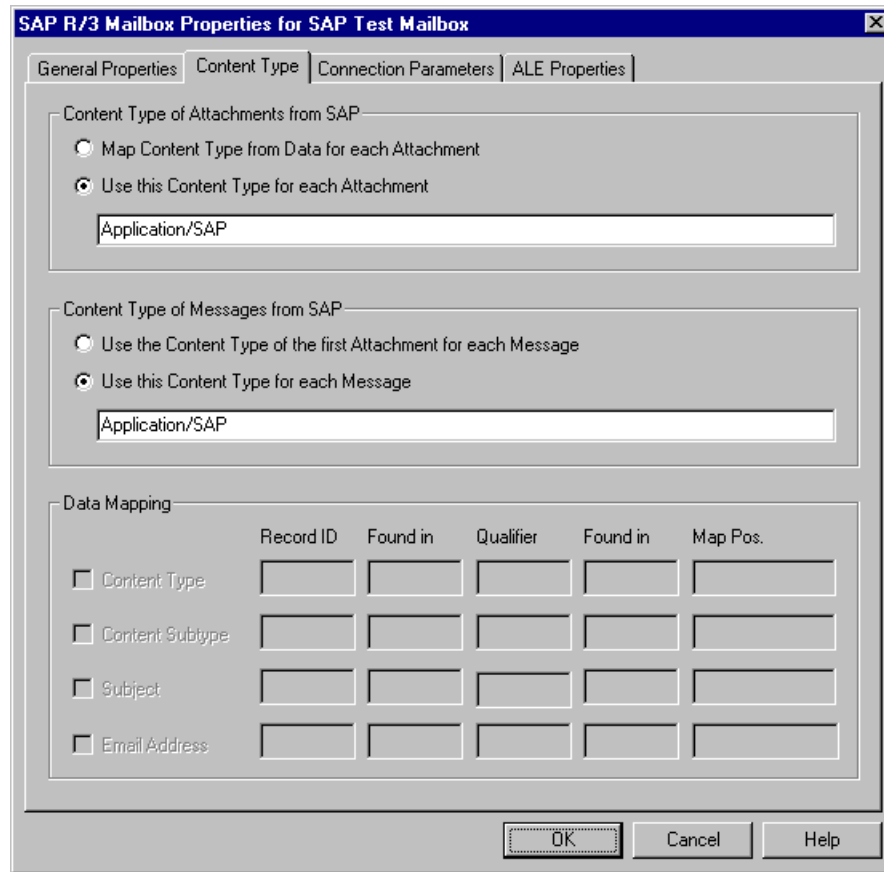 SAP R/3 Mailbox Properties for SAP Test Mailbox
General Properties Content Type Connection Parameters ALE Properties
Content Type of Attachments from SAP
Map Content Type from Data for each Attachment
Use this Content Type for each Attachment
Application/SAP
Content Type of Messages from SAP
Use the Content Type of the first Attachment for each Message
Use this Content Type for each Message
Application/SAP
Data Mapping
Record ID Found in Qualifier Found in Map Pos.
Content Type
Content Subtype
Subject
Email Address
OK Cancel Help